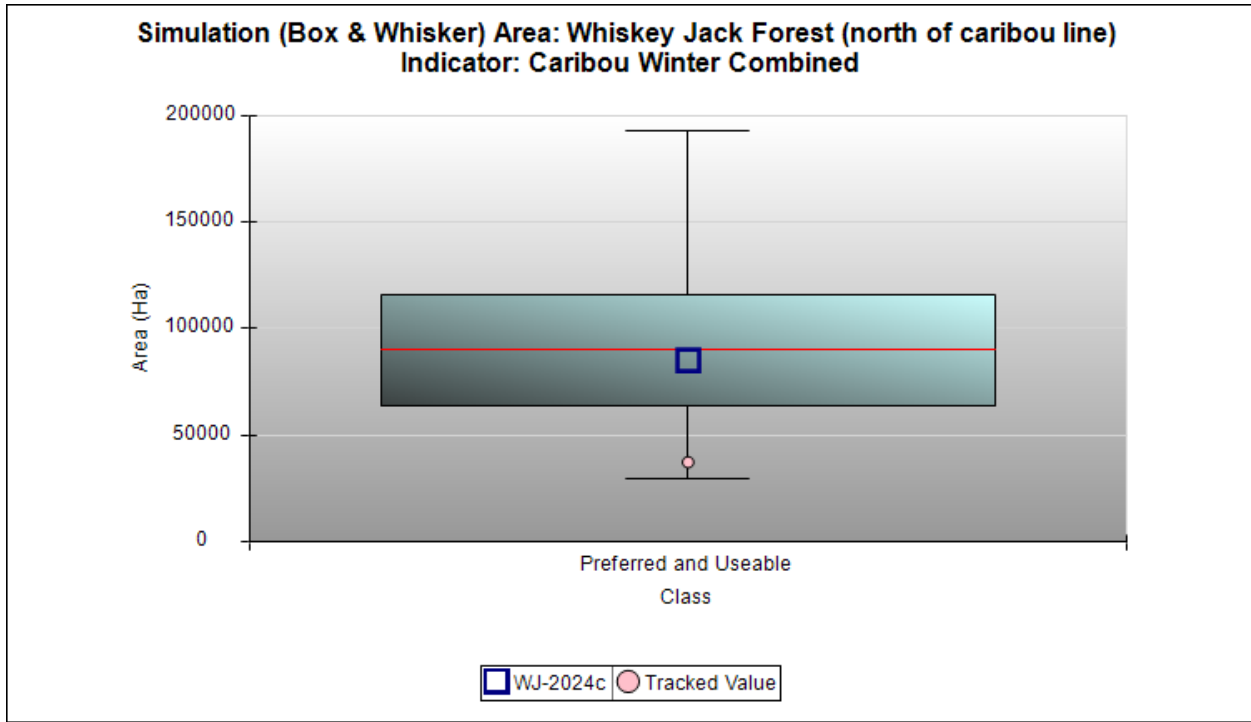 Simulation (Box & Whisker) Area: Whiskey Jack Forest (north of caribou line)
Indicator: Caribou Winter Combined
200000
150000
100000
50000
0
Area (Ha)
Preferred and Useable
Class
WJ-2024c
Tracked Value